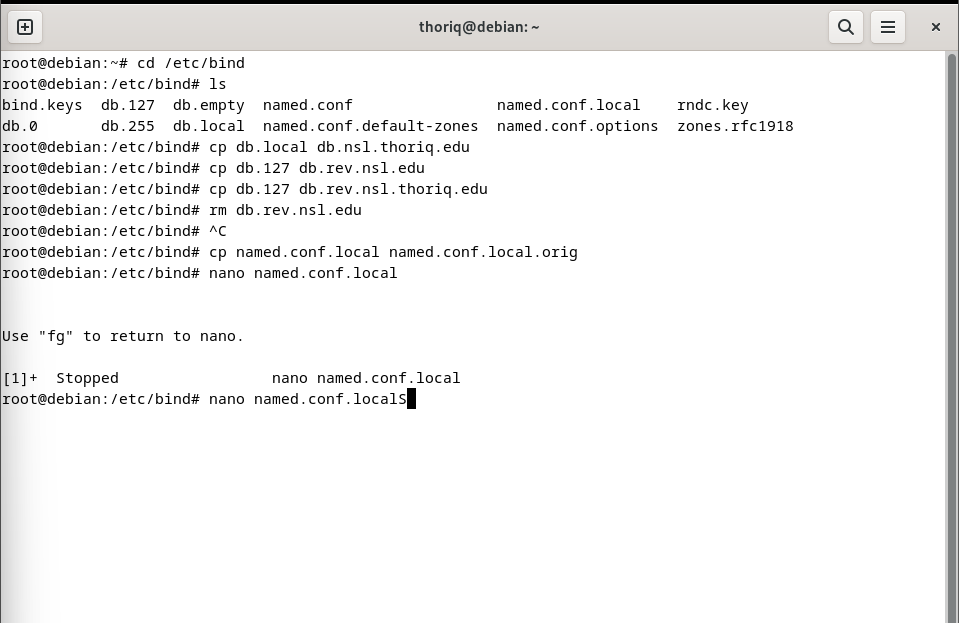 thoriq@debian: ~
root@debian:~# cd /etc/bind
root@debian:/etc/bind# ls
bind.keys  db.127  db.empty  named.conf                named.conf.local    rndc.key
db.0       db.255  db.local  named.conf.default-zones  named.conf.options  zones.rfc1918
root@debian:/etc/bind# cp db.local db.nsl.thoriq.edu
root@debian:/etc/bind# cp db.127 db.rev.nsl.edu
root@debian:/etc/bind# cp db.127 db.rev.nsl.thoriq.edu
root@debian:/etc/bind# rm db.rev.nsl.edu
root@debian:/etc/bind# ^C
root@debian:/etc/bind# cp named.conf.local named.conf.local.orig
root@debian:/etc/bind# nano named.conf.local
Use "fg" to return to nano.
[1]+  Stopped                 nano named.conf.local
root@debian:/etc/bind# nano named.conf.localS